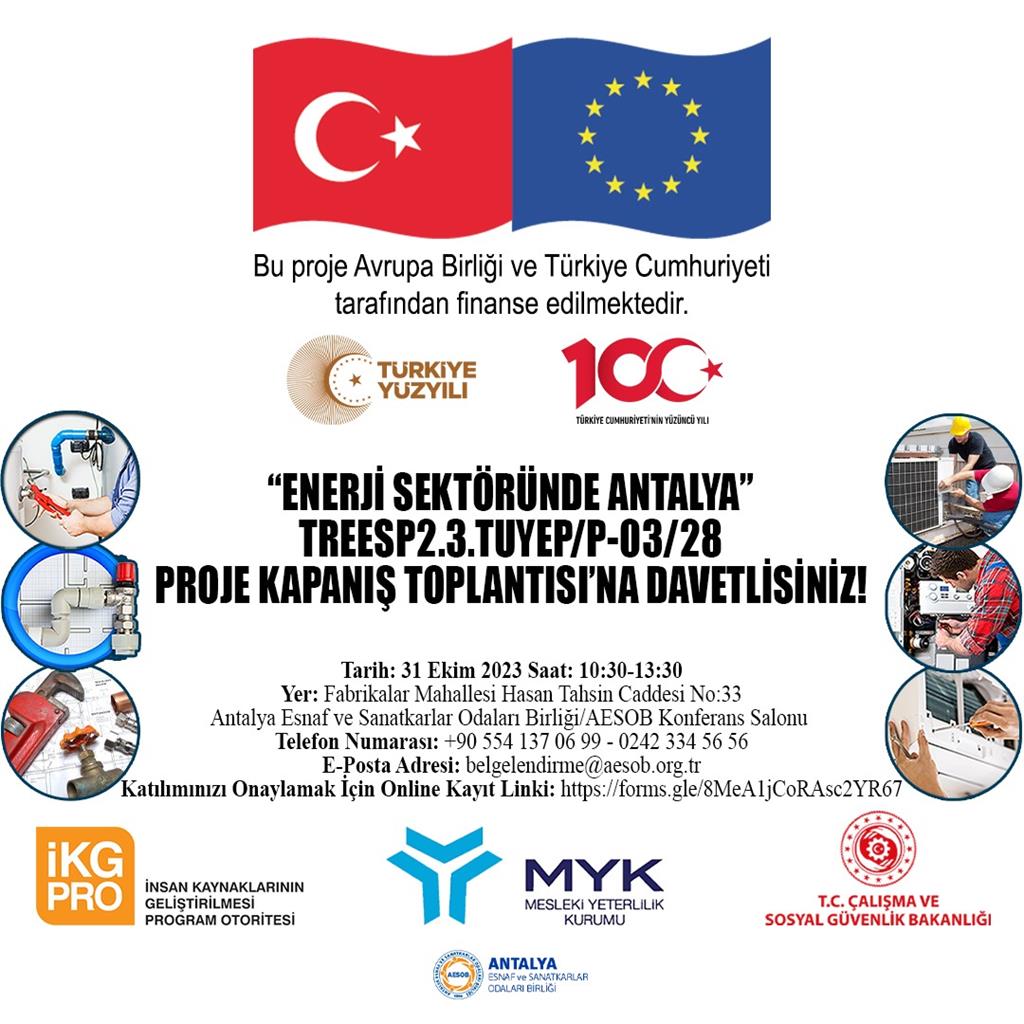 Bu proje Avrupa Birliği ve Türkiye Cumhuriyeti
tarafından finanse edilmektedir.
TÜRKİYE
YÜZYILI
100
TÜRKİYE CUMHURİYETİ'NİN YÜZÜNCÜ YILI
“ENERJİ SEKTÖRÜNDE ANTALYA”
TREESP2.3.TUYEP/P-03/28
PROJE KAPANIŞ TOPLANTISI’NA DAVETLİSİNİZ!
Tarih: 31 Ekim 2023 Saat: 10:30-13:30
Yer: Fabrikalar Mahallesi Hasan Tahsin Caddesi No:33
Antalya Esnaf ve Sanatkarlar Odaları Birliği/AESOB Konferans Salonu
Telefon Numarası: +90 554 137 06 99 - 0242 334 56 56
E-Posta Adresi: belgelendirme@aesob.org.tr
Katılımınızı Onaylamak İçin Online Kayıt Linki: https://forms.gle/8MeA1jCoRAsc2YR67
iKG
PRO
İNSAN KAYNAKLARININ
GELİŞTİRİLMESİ
PROGRAM OTORİTESİ
MYK
MESLEKİ YETERLİLİK
KURUMU
T.C. ÇALIŞMA VE
SOSYAL GÜVENLİK BAKANLIĞI
AESOB
ANTALYA
ESNAF ve SANATKARLAR
ODALARI BİRLİĞİ